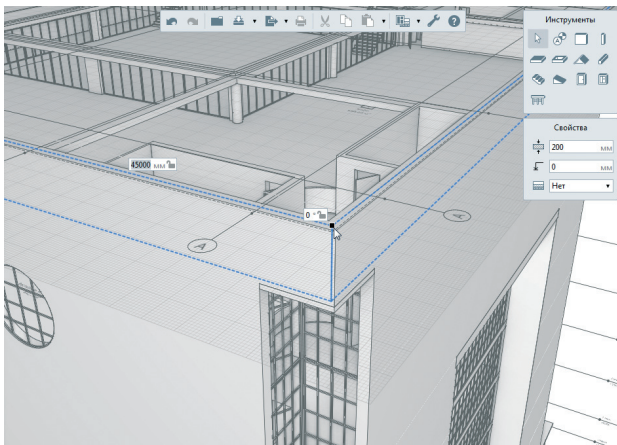 Инструменты
Свойства
200 мм
0 мм
Нет
45000 мм
0 °
A
A